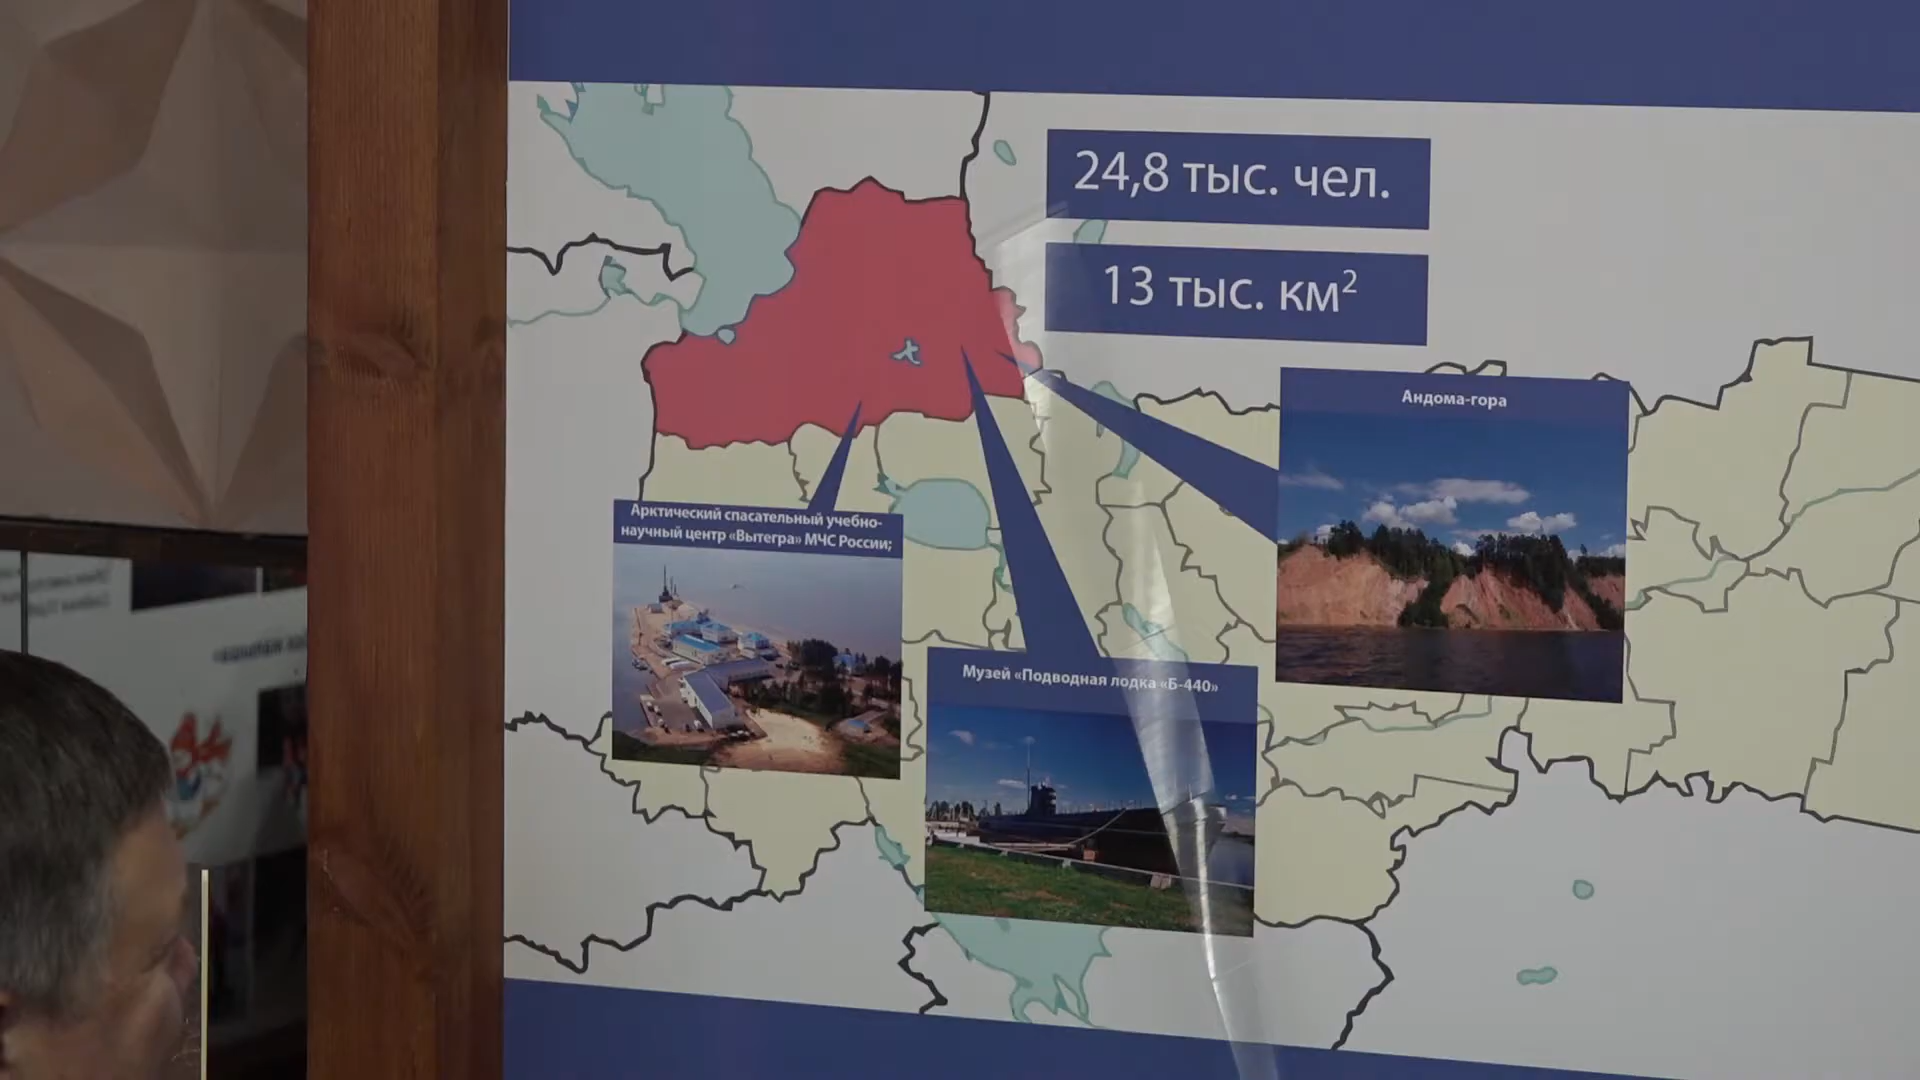 24,8 тыс. чел.
13 тыс. км²
Андома-гора
Арктический спасательный учебно-
научный центр «Вытегра» МЧС России;
Музей «Подводная лодка «Б-440»